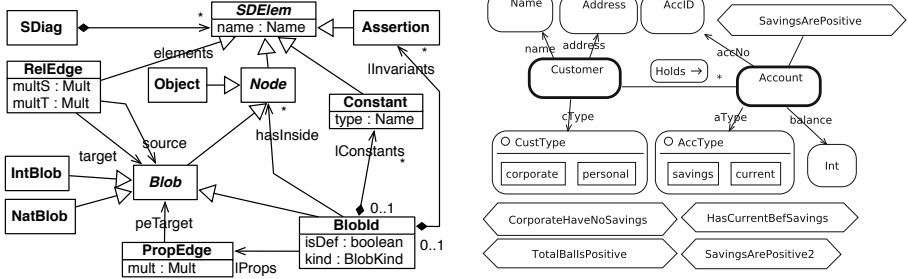 SDiag
*
SDElem
name : Name
Assertion
elements
*
lInvariants
RelEdge
multS : Mult
multT : Mult
Object
Node
*
Constant
type : Name
hasInside
source
target
lConstants
*
IntBlob
Blob
NatBlob
peTarget
0..1
BlobId
isDef : boolean
kind : BlobKind
0..1
PropEdge
mult : Mult
lProps
Name
Address
AccID
SavingsArePositive
name
address
accNo
Customer
Holds →
*
Account
cType
aType
balance
CustType
corporate
personal
AccType
savings
current
Int
CorporateHaveNoSavings
HasCurrentBefSavings
TotalBalIsPositive
SavingsArePositive2